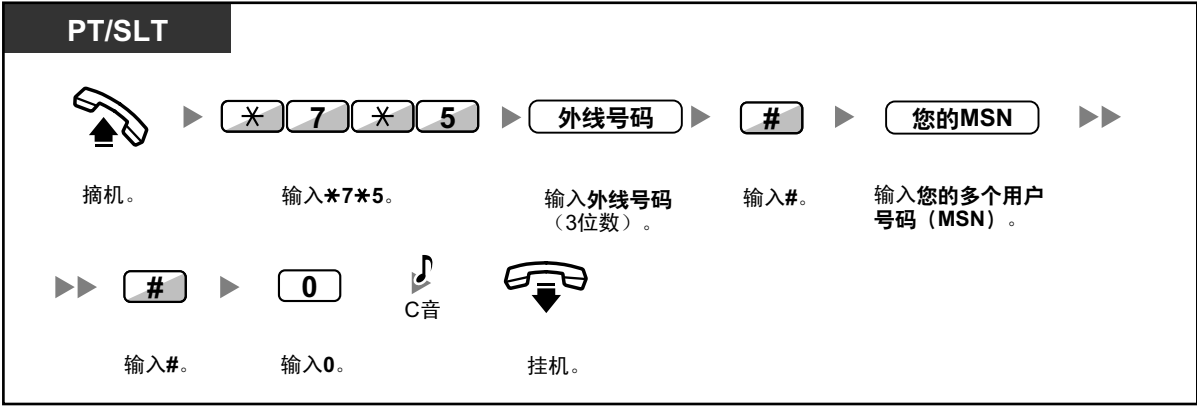 PT/SLT
✳ 7 ✳ 5 外线号码 # 您的MSN
摘机。 输入✳7✳5。 输入外线号码 输入#。 输入您的多个用户
（3位数）。 号码（MSN）。
# 0
C音
输入#。 输入0。 挂机。